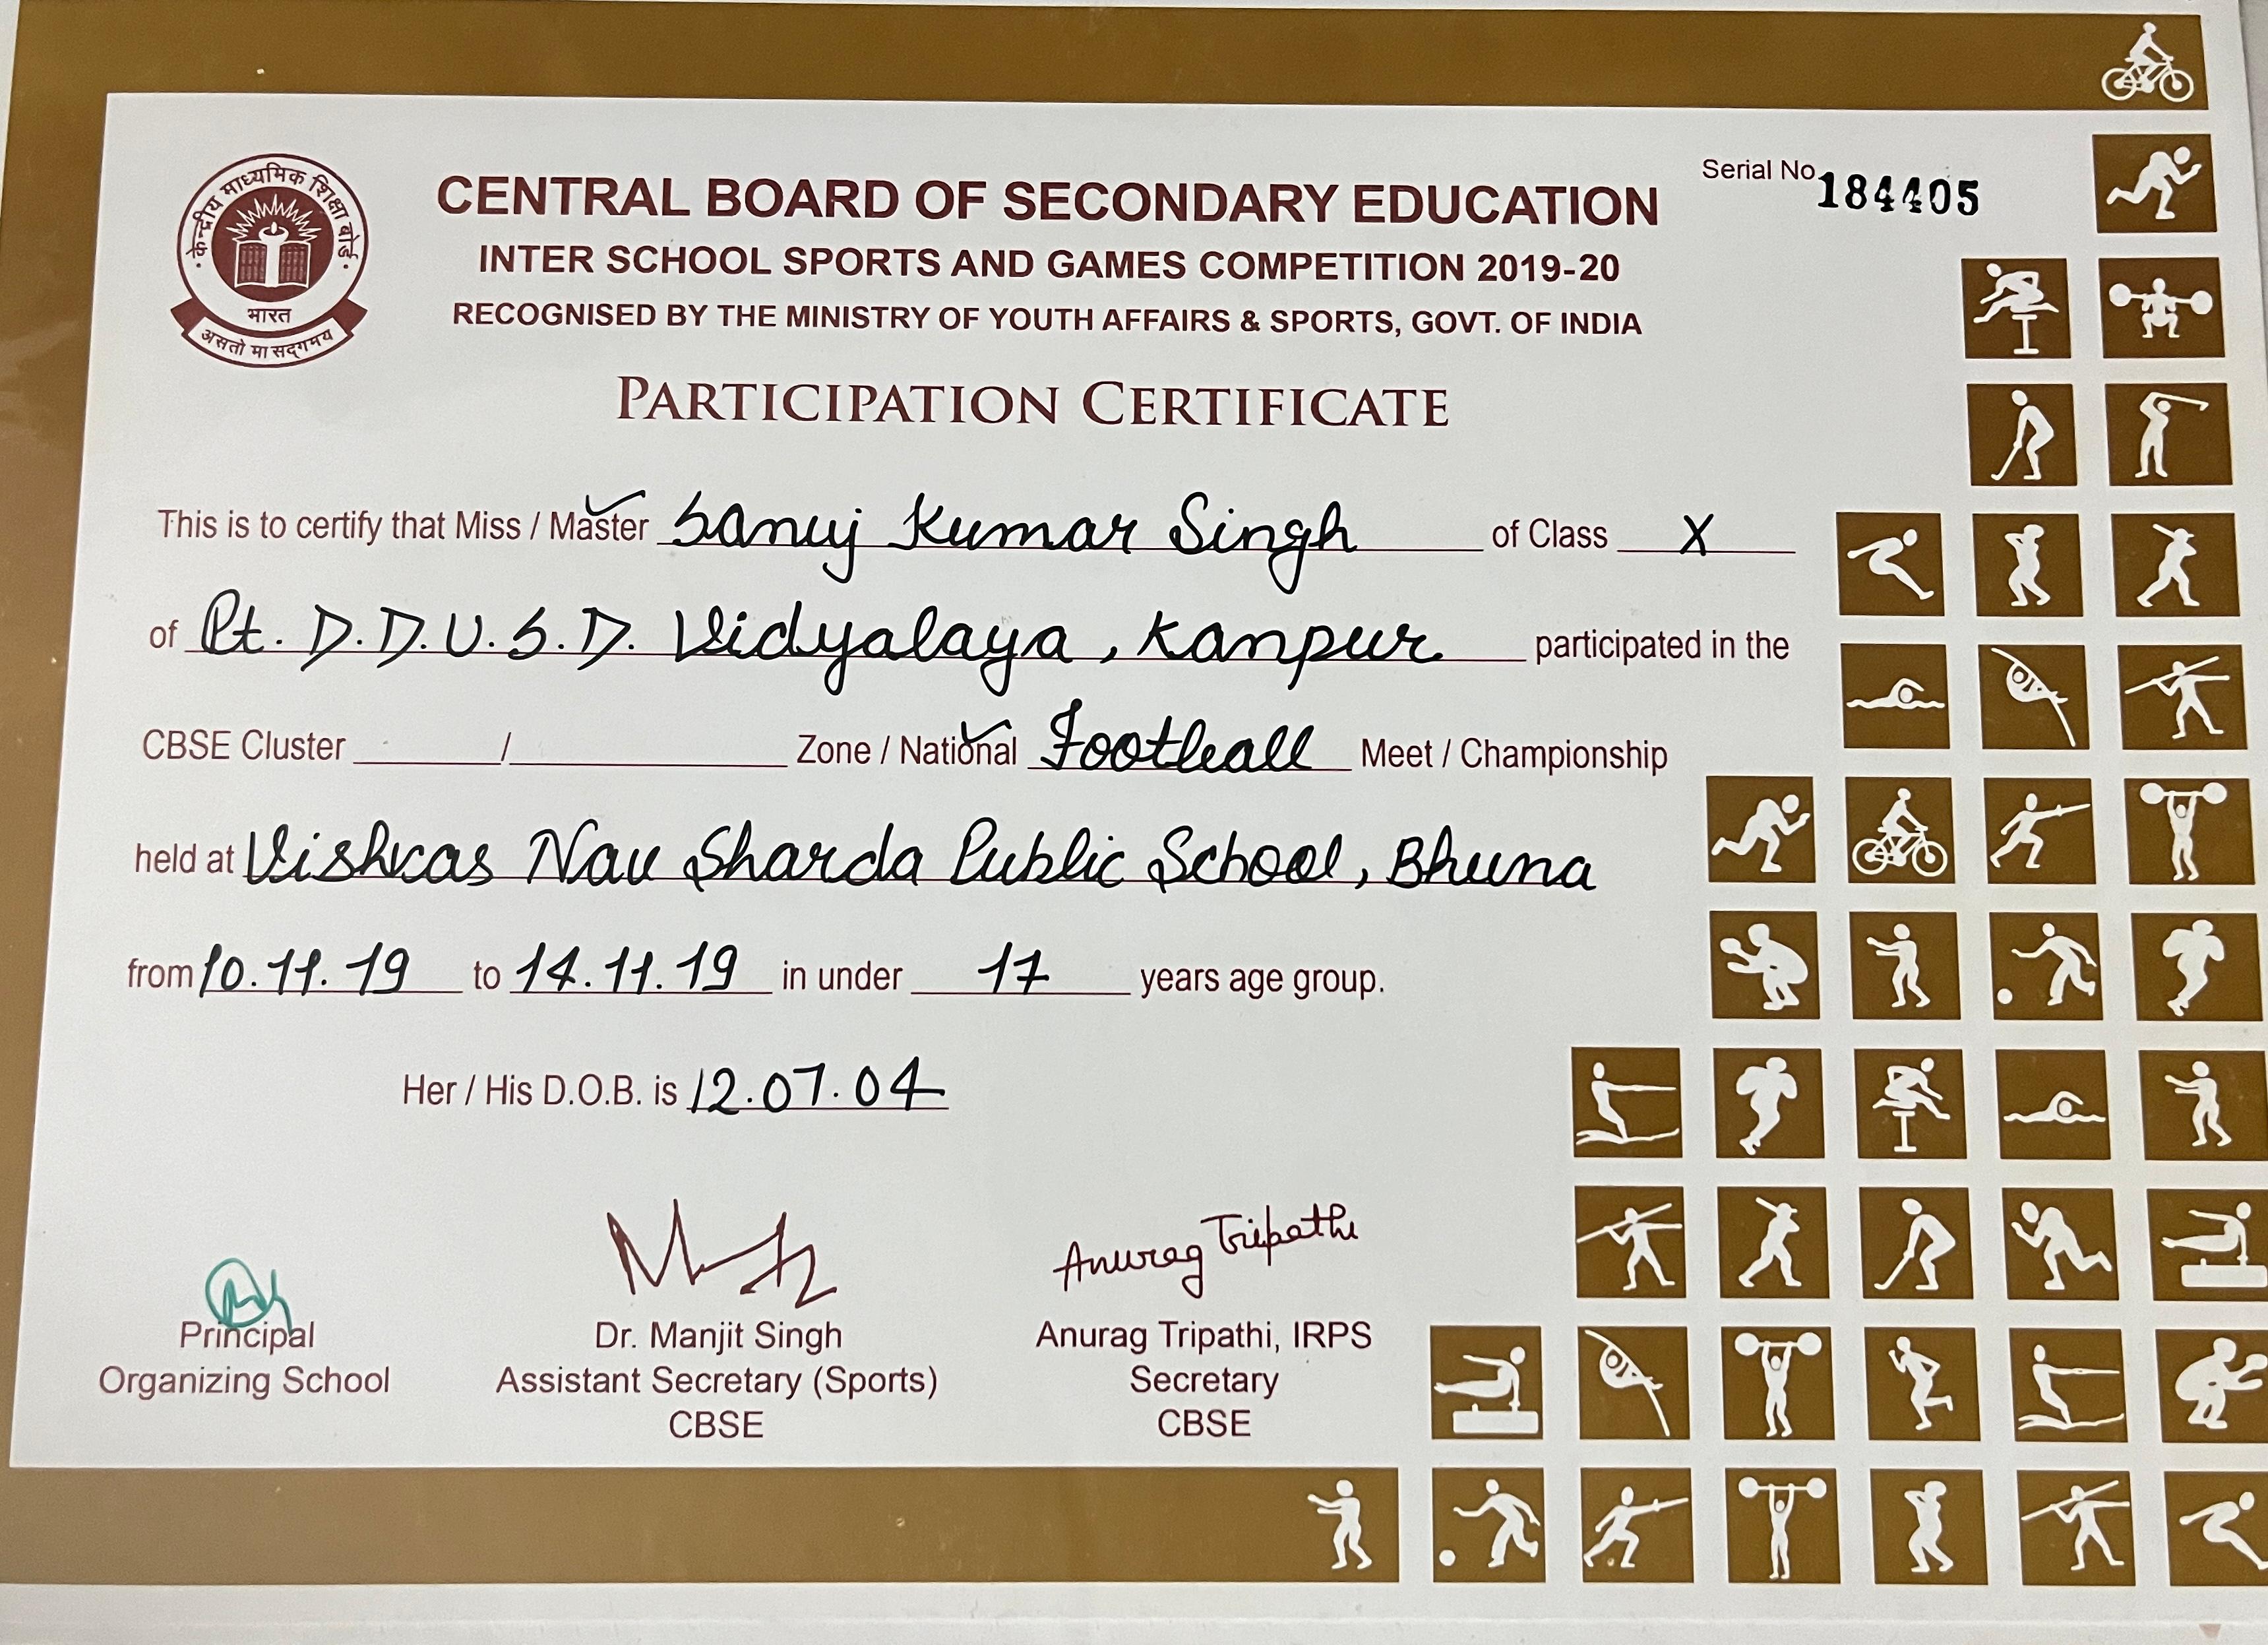 केन्द्रीय माध्यमिक शिक्षा बोर्ड
भारत
असतो मा सद्गमय
Serial No. 184405
CENTRAL BOARD OF SECONDARY EDUCATION
INTER SCHOOL SPORTS AND GAMES COMPETITION 2019-20
RECOGNISED BY THE MINISTRY OF YOUTH AFFAIRS & SPORTS, GOVT. OF INDIA
PARTICIPATION CERTIFICATE
This is to certify that Miss / Master Sanuj Kumar Singh of Class X
of Pt. D.D.U.S.D. Vidyalaya, Kanpur participated in the
CBSE Cluster ______/____________ Zone / National Football Meet / Championship
held at Vishvas Nav Sharda Public School, Bhuna
from 10.11.19 to 14.11.19 in under 17 years age group.
Her / His D.O.B. is 12.07.04
Anurag Tripathi
Principal
Organizing School
Dr. Manjit Singh
Assistant Secretary (Sports)
CBSE
Anurag Tripathi, IRPS
Secretary
CBSE